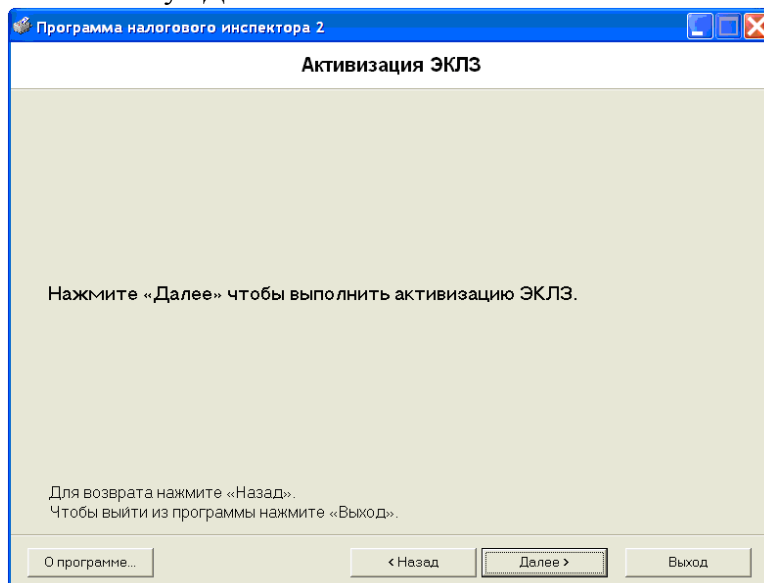 Программа налогового инспектора 2
Активизация ЭКЛЗ
Нажмите «Далее» чтобы выполнить активизацию ЭКЛЗ.
Для возврата нажмите «Назад».
Чтобы выйти из программы нажмите «Выход».
О программе...
< Назад
Далее >
Выход